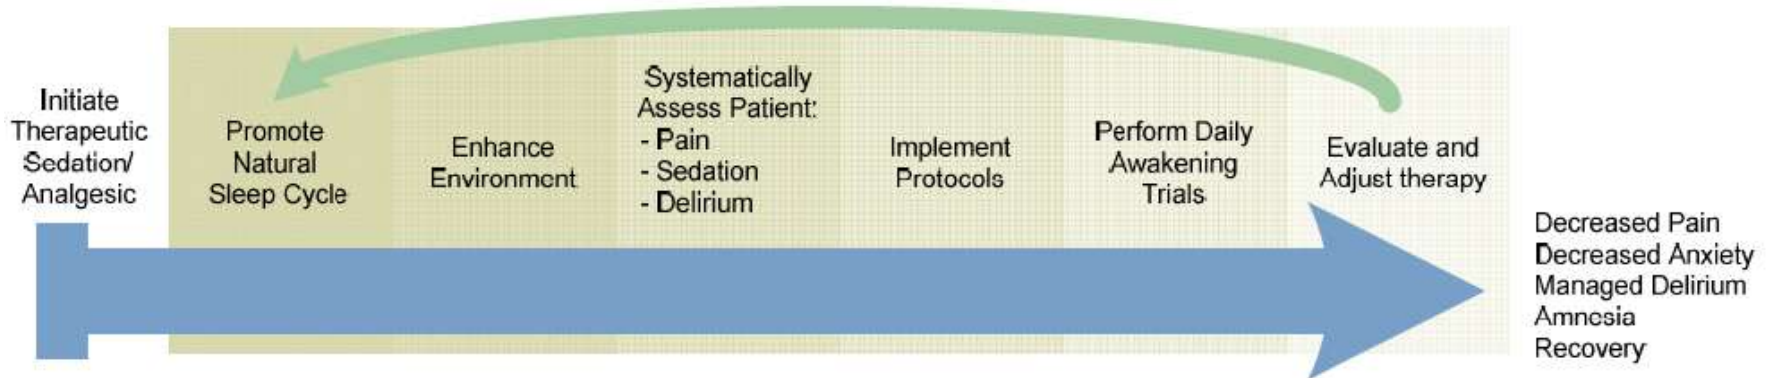 Initiate
Therapeutic
Sedation/
Analgesic
Promote
Natural
Sleep Cycle
Enhance
Environment
Systematically
Assess Patient:
- Pain
- Sedation
- Delirium
Implement
Protocols
Perform Daily
Awakening
Trials
Evaluate and
Adjust therapy
Decreased Pain
Decreased Anxiety
Managed Delirium
Amnesia
Recovery